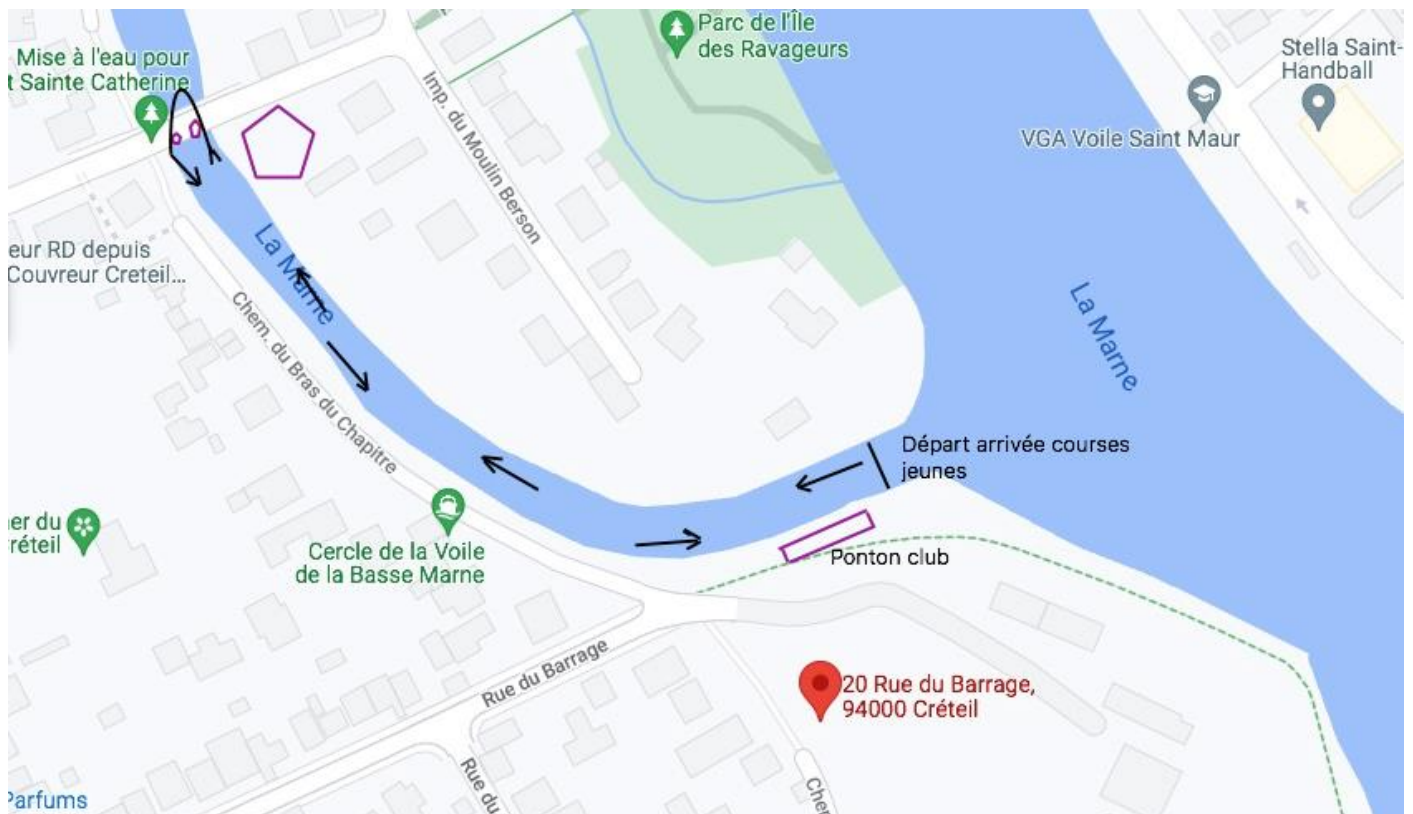 Parc de l'Île
des Ravageurs
Mise à l'eau pour
t Sainte Catherine
Stella Saint-
Handball
VGA Voile Saint Maur
Imp. du Moulin Berson
eur RD depuis
Couvreur Creteil...
La Marne
La Marne
Chem. du Bras du Chapitre
Départ arrivée courses
jeunes
er du
réteil
Cercle de la Voile
de la Basse Marne
Ponton club
Rue du Barrage
20 Rue du Barrage,
94000 Créteil
Rue du
Cher
Parfums